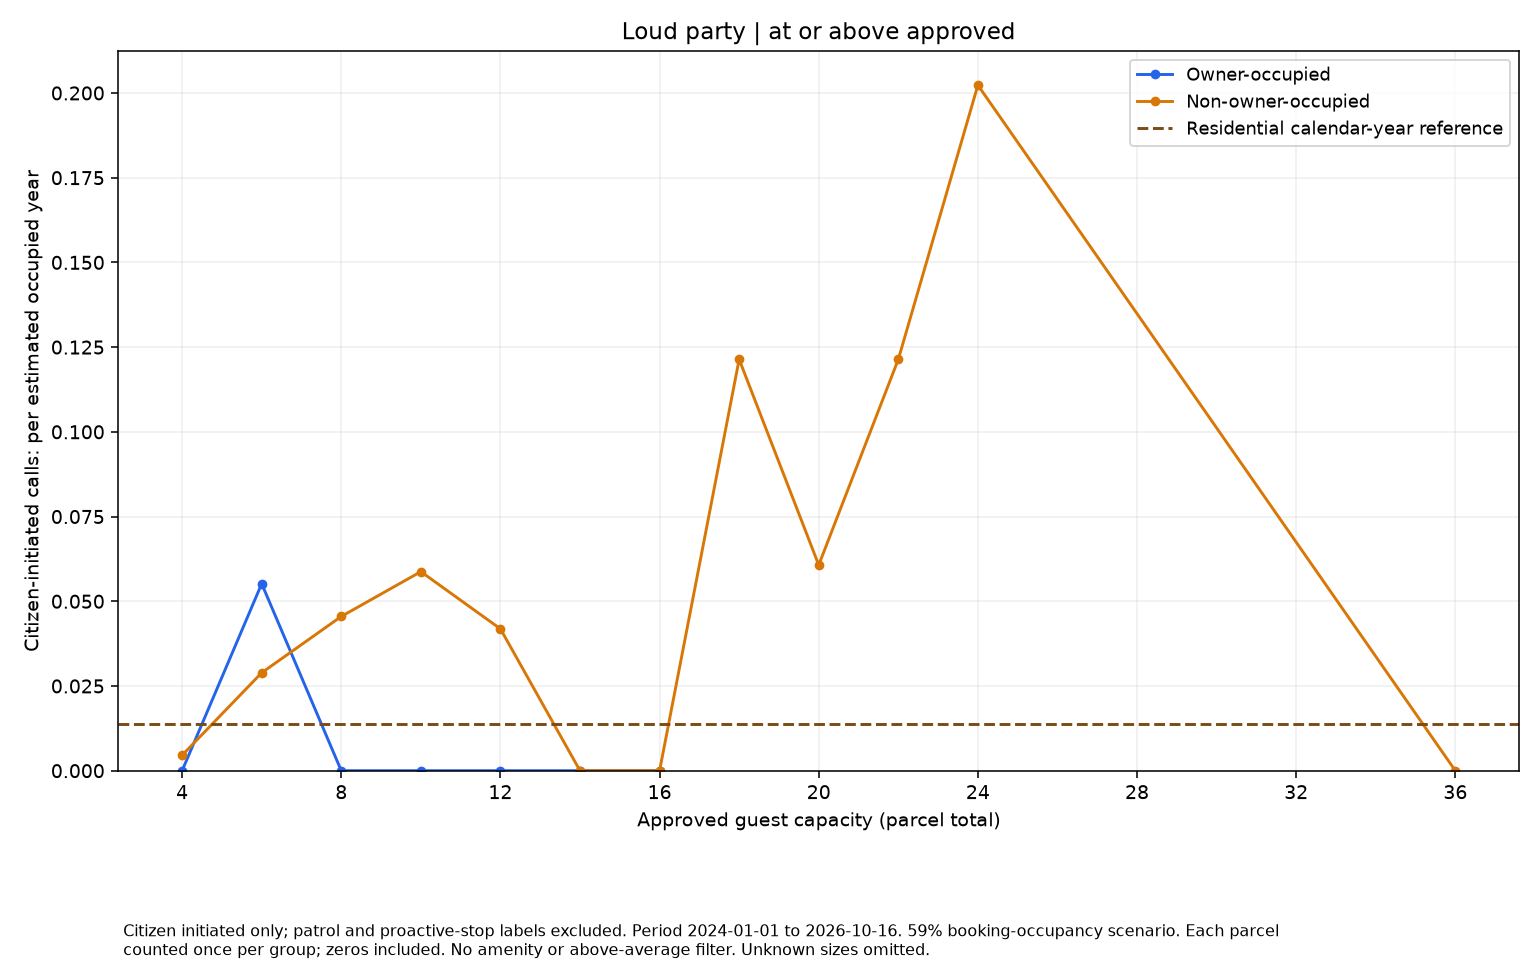 Loud party | at or above approved
Owner-occupied
Non-owner-occupied
Residential calendar-year reference
Citizen-initiated calls: per estimated occupied year
0.200
0.175
0.150
0.125
0.100
0.075
0.050
0.025
0.000
4 8 12 16 20 24 28 32 36
Approved guest capacity (parcel total)
Citizen initiated only; patrol and proactive-stop labels excluded. Period 2024-01-01 to 2026-10-16. 59% booking-occupancy scenario. Each parcel
counted once per group; zeros included. No amenity or above-average filter. Unknown sizes omitted.